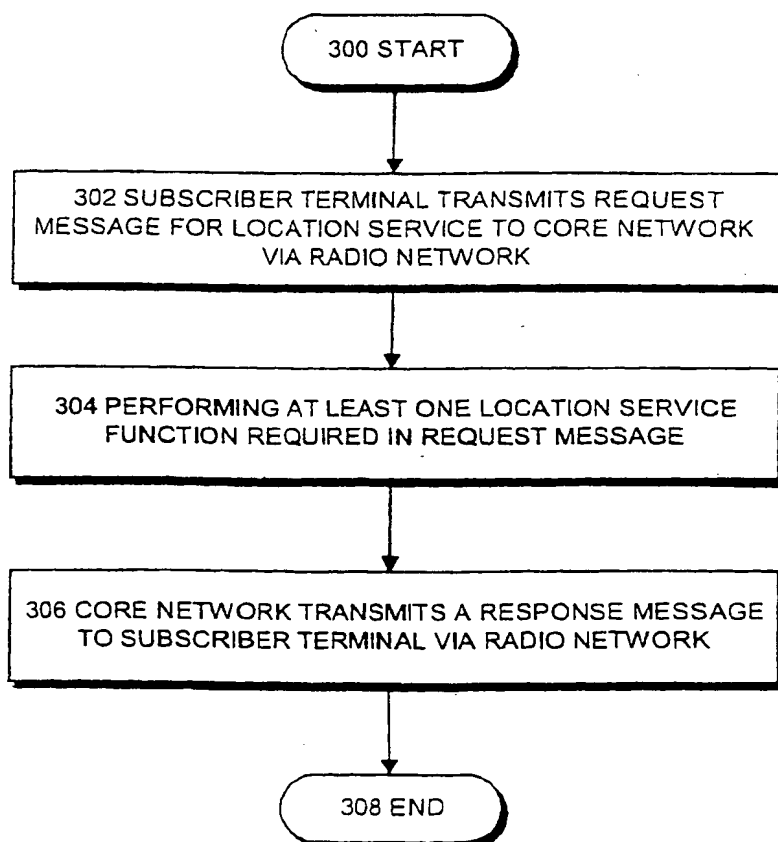 300 START
302 SUBSCRIBER TERMINAL TRANSMITS REQUEST
MESSAGE FOR LOCATION SERVICE TO CORE NETWORK
VIA RADIO NETWORK
304 PERFORMING AT LEAST ONE LOCATION SERVICE
FUNCTION REQUIRED IN REQUEST MESSAGE
306 CORE NETWORK TRANSMITS A RESPONSE MESSAGE
TO SUBSCRIBER TERMINAL VIA RADIO NETWORK
308 END